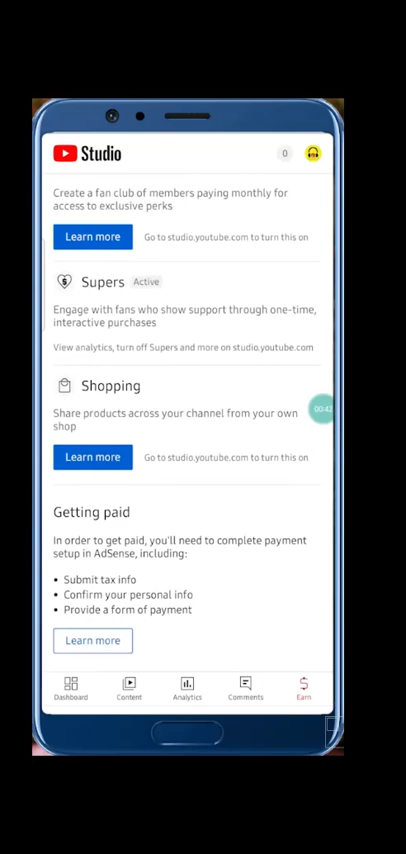 Studio
0
Create a fan club of members paying monthly for
access to exclusive perks
Learn more
Go to studio.youtube.com to turn this on
Supers Active
Engage with fans who show support through one-time,
interactive purchases
View analytics, turn off Supers and more on studio.youtube.com
Shopping
00:42
Share products across your channel from your own
shop
Learn more
Go to studio.youtube.com to turn this on
Getting paid
In order to get paid, you'll need to complete payment
setup in AdSense, including:
• Submit tax info
• Confirm your personal info
• Provide a form of payment
Learn more
Dashboard
Content
Analytics
Comments
Earn